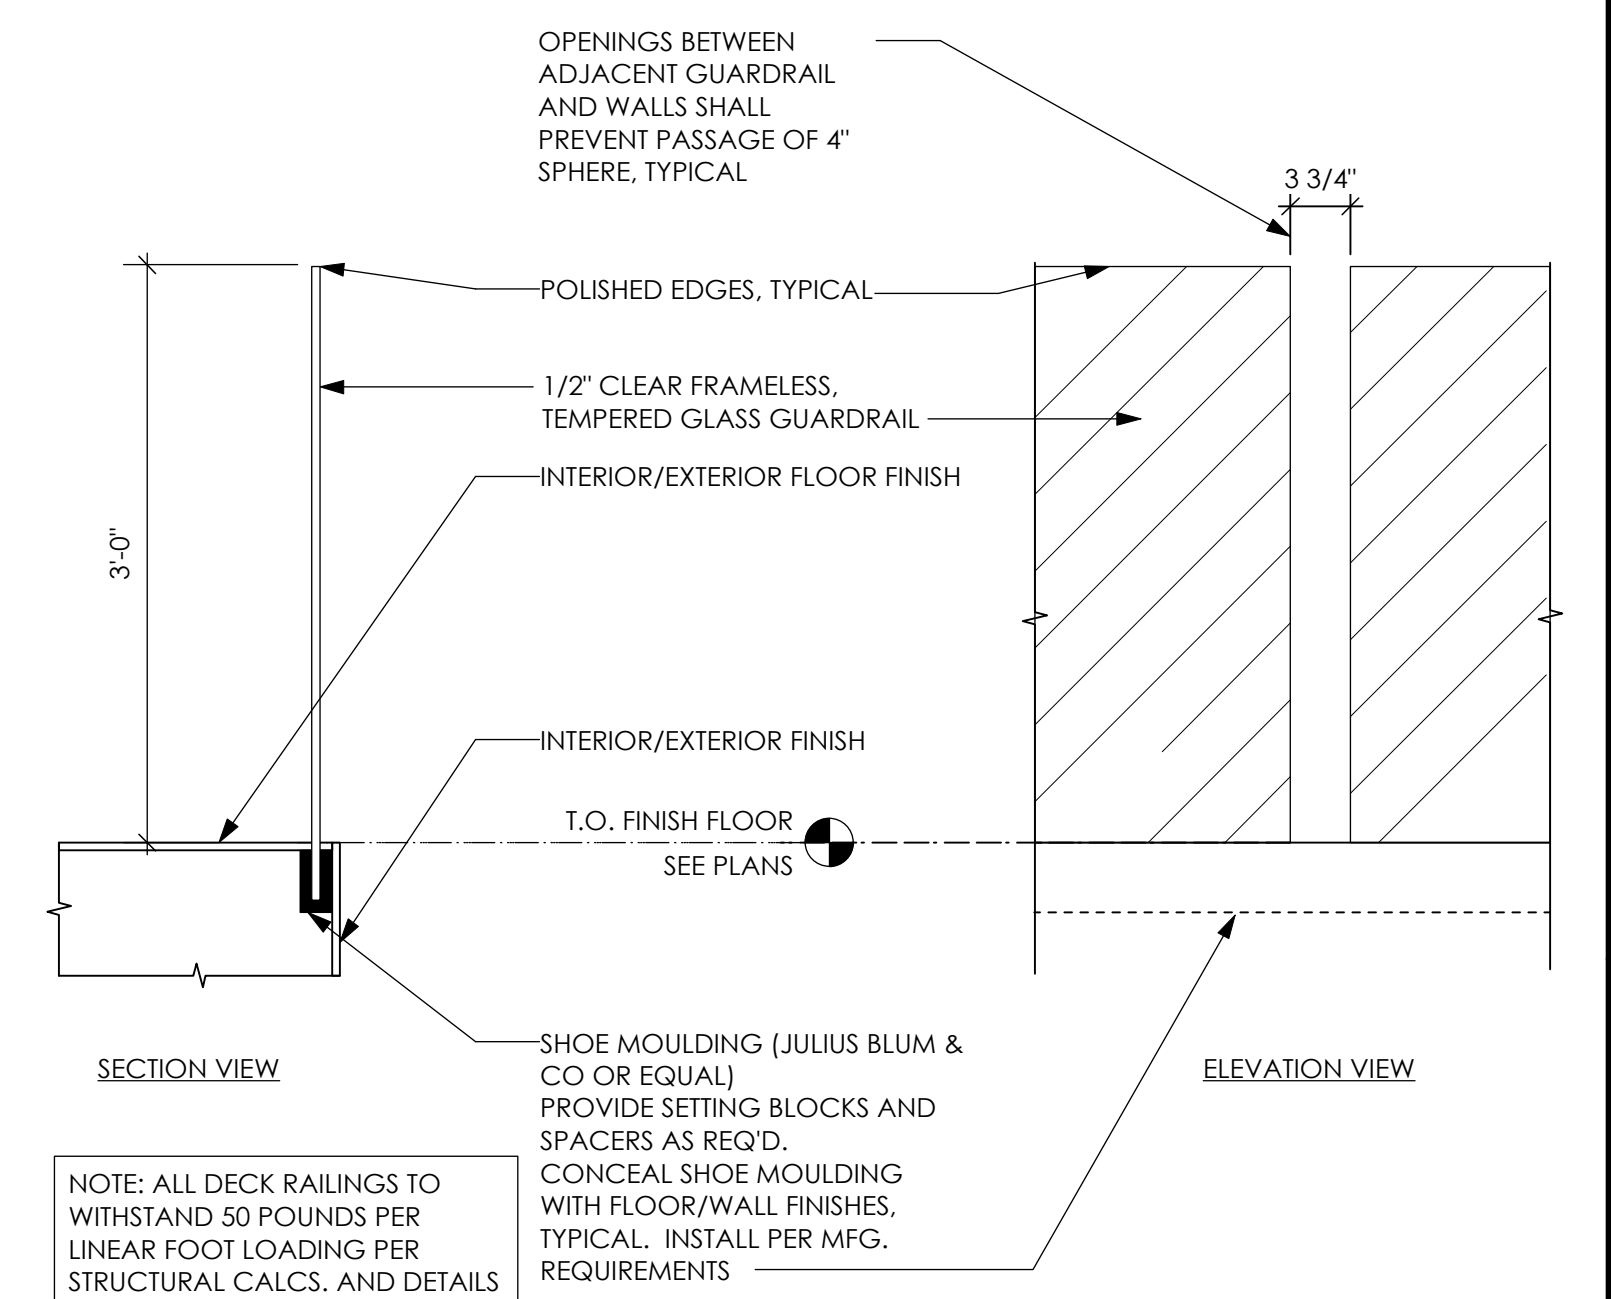 OPENINGS BETWEEN
ADJACENT GUARDRAIL
AND WALLS SHALL
PREVENT PASSAGE OF 4"
SPHERE, TYPICAL
3 3/4"
POLISHED EDGES, TYPICAL
1/2" CLEAR FRAMELESS,
TEMPERED GLASS GUARDRAIL
INTERIOR/EXTERIOR FLOOR FINISH
3'-0"
INTERIOR/EXTERIOR FINISH
T.O. FINISH FLOOR
SEE PLANS
SHOE MOULDING (JULIUS BLUM &
CO OR EQUAL)
PROVIDE SETTING BLOCKS AND
SPACERS AS REQ'D.
CONCEAL SHOE MOULDING
WITH FLOOR/WALL FINISHES,
TYPICAL.  INSTALL PER MFG.
REQUIREMENTS
SECTION VIEW
ELEVATION VIEW
NOTE: ALL DECK RAILINGS TO
WITHSTAND 50 POUNDS PER
LINEAR FOOT LOADING PER
STRUCTURAL CALCS. AND DETAILS